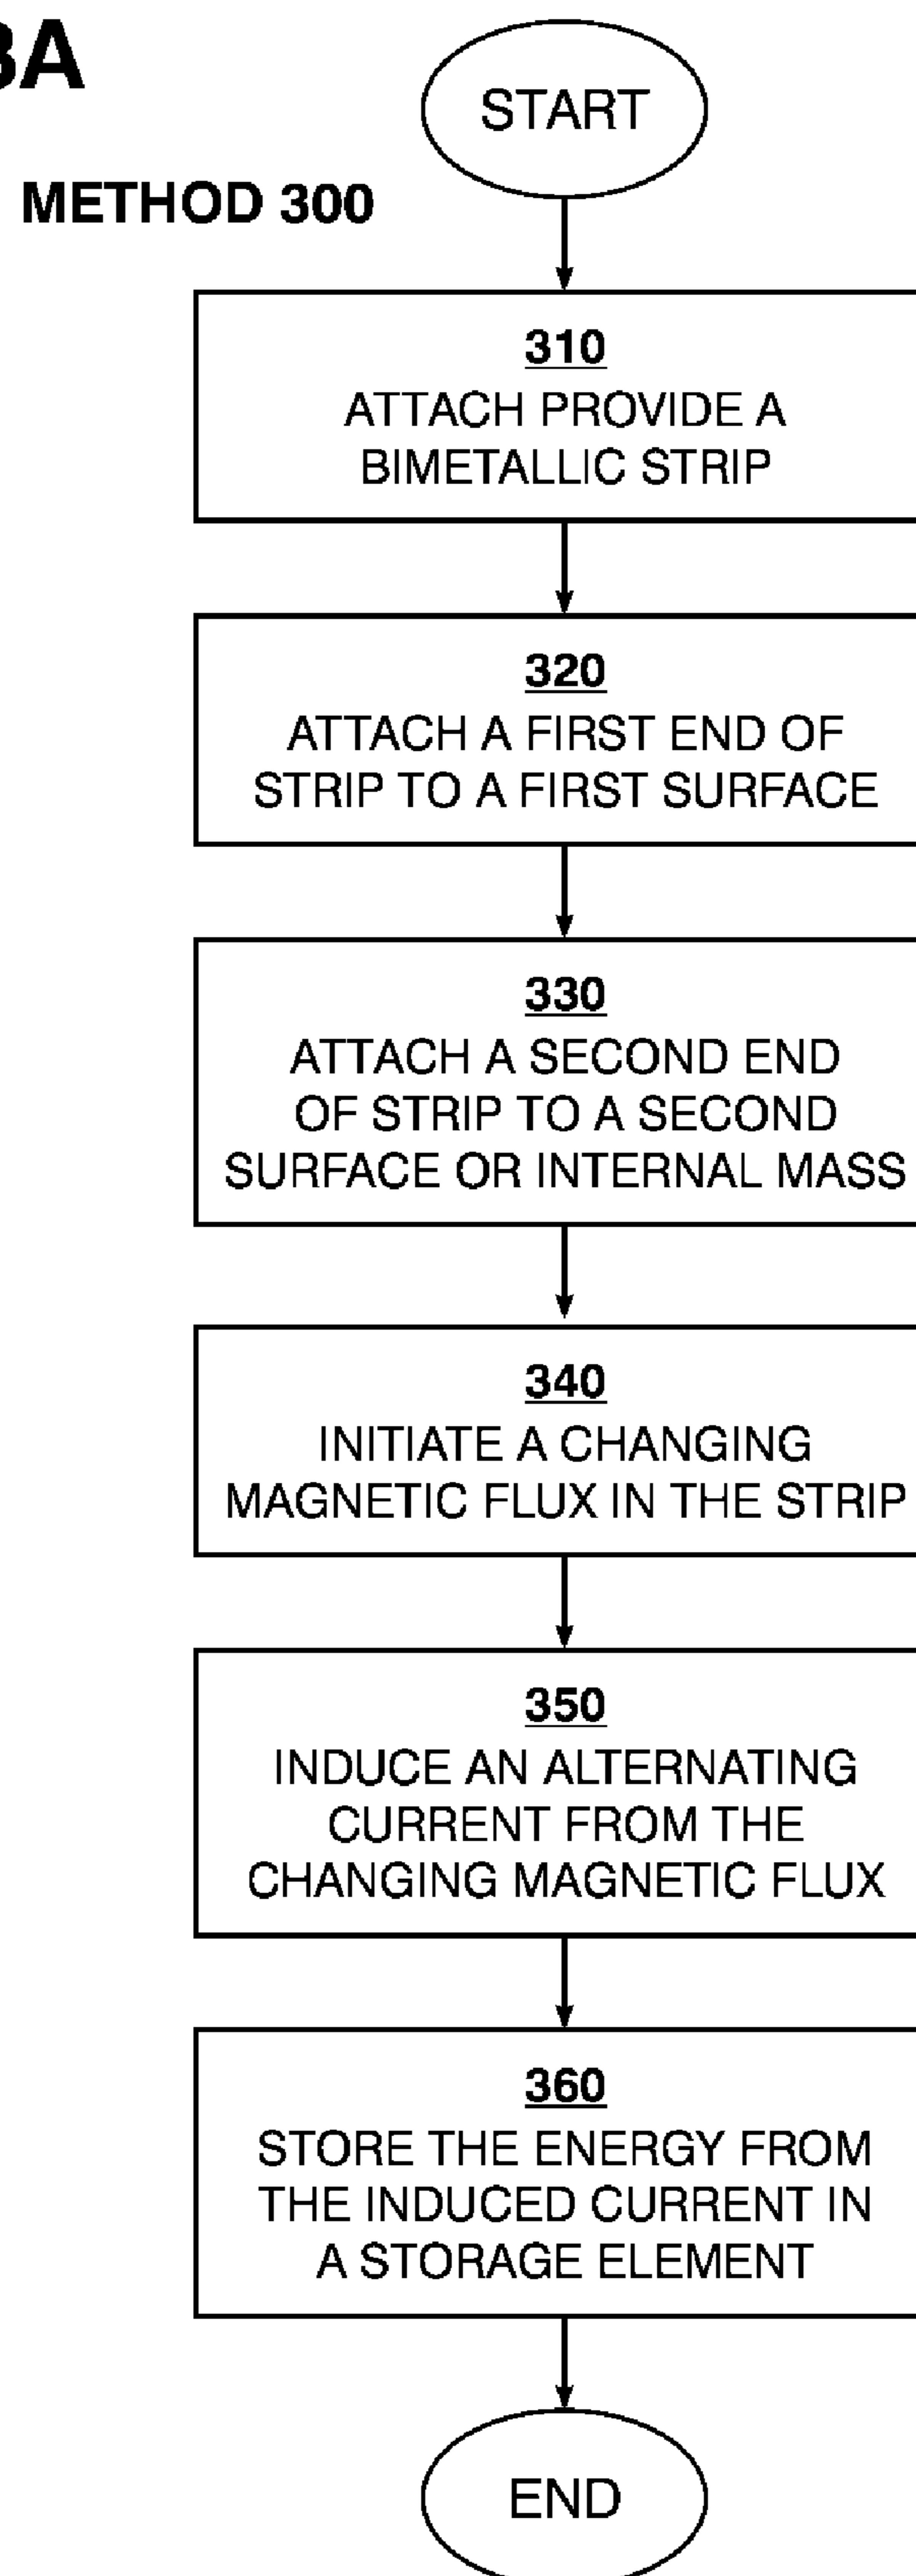 3A
START
METHOD 300
310
ATTACH PROVIDE A
BIMETALLIC STRIP
320
ATTACH A FIRST END OF
STRIP TO A FIRST SURFACE
330
ATTACH A SECOND END
OF STRIP TO A SECOND
SURFACE OR INTERNAL MASS
340
INITIATE A CHANGING
MAGNETIC FLUX IN THE STRIP
350
INDUCE AN ALTERNATING
CURRENT FROM THE
CHANGING MAGNETIC FLUX
360
STORE THE ENERGY FROM
THE INDUCED CURRENT IN
A STORAGE ELEMENT
END